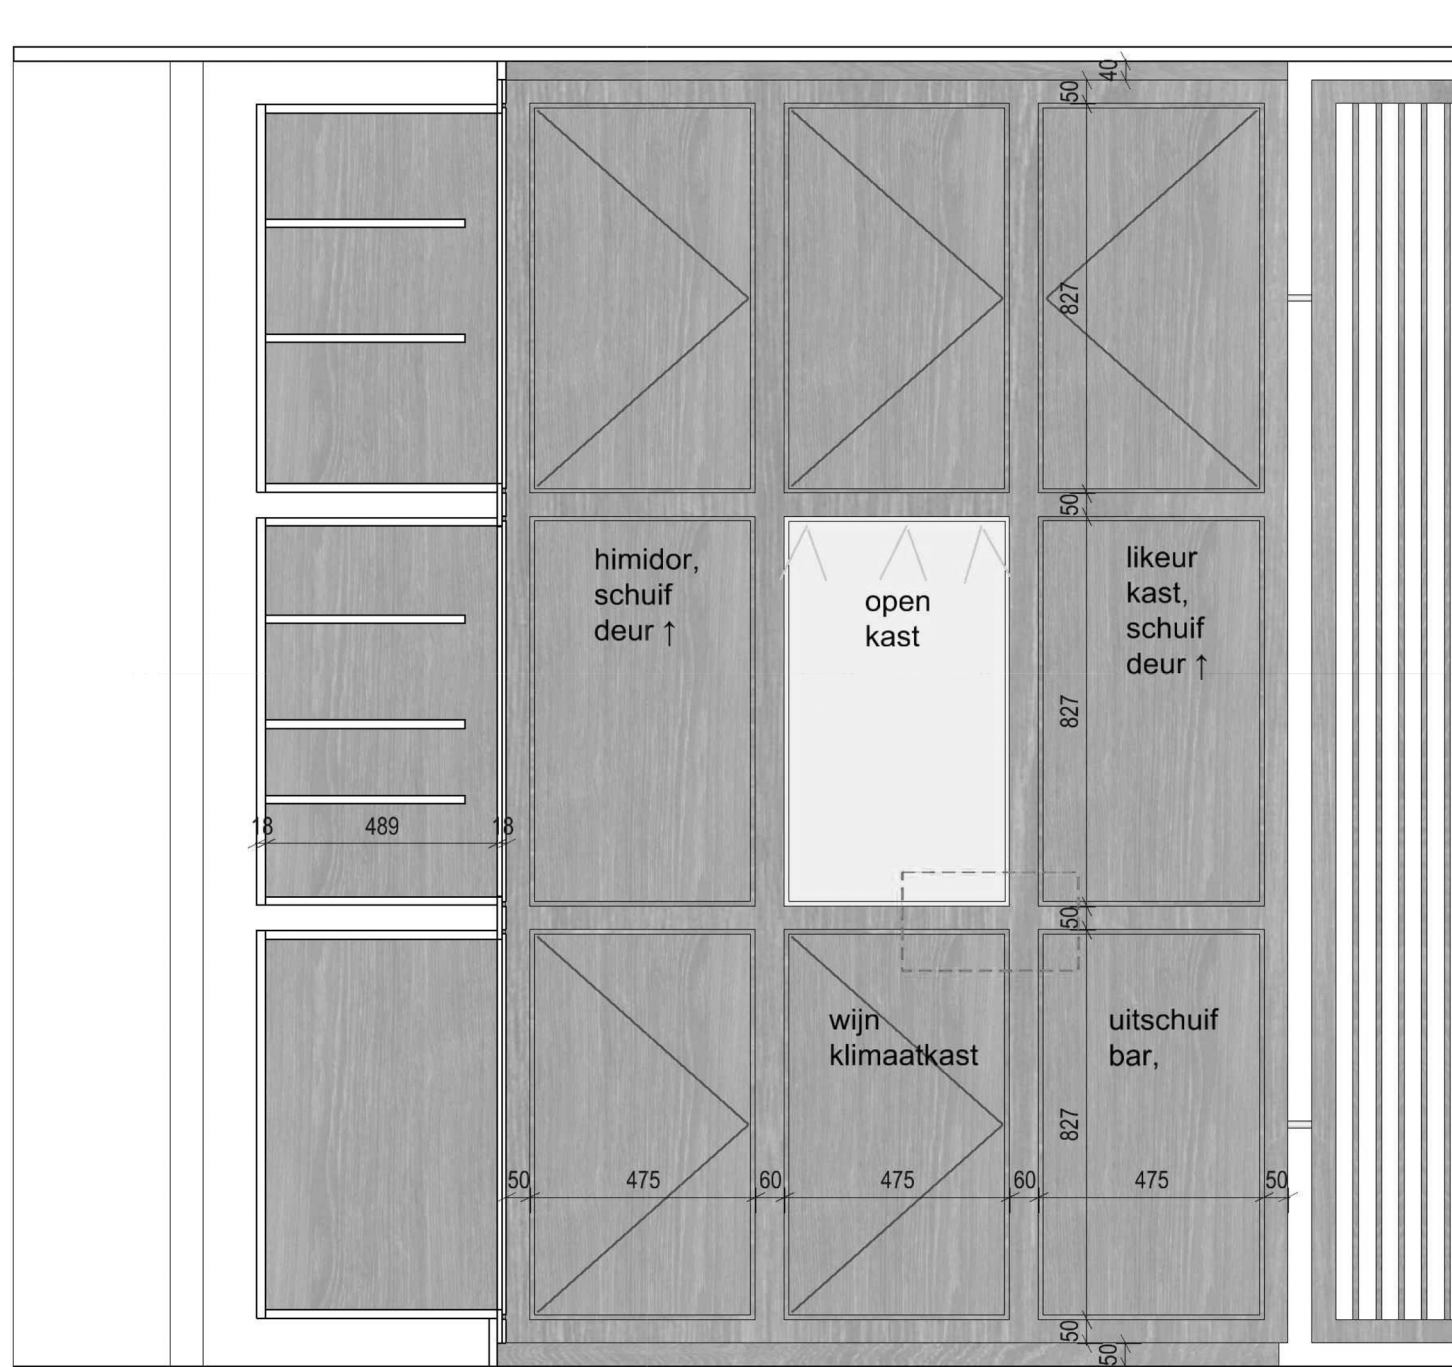 40
50
827
50
himidor,
schuif
deur ↑
open
kast
likeur
kast,
schuif
deur ↑
827
18 489 18
50
wijn
klimaatkast
uitschuif
bar,
827
50 475 60 475 60 475 50
50
50